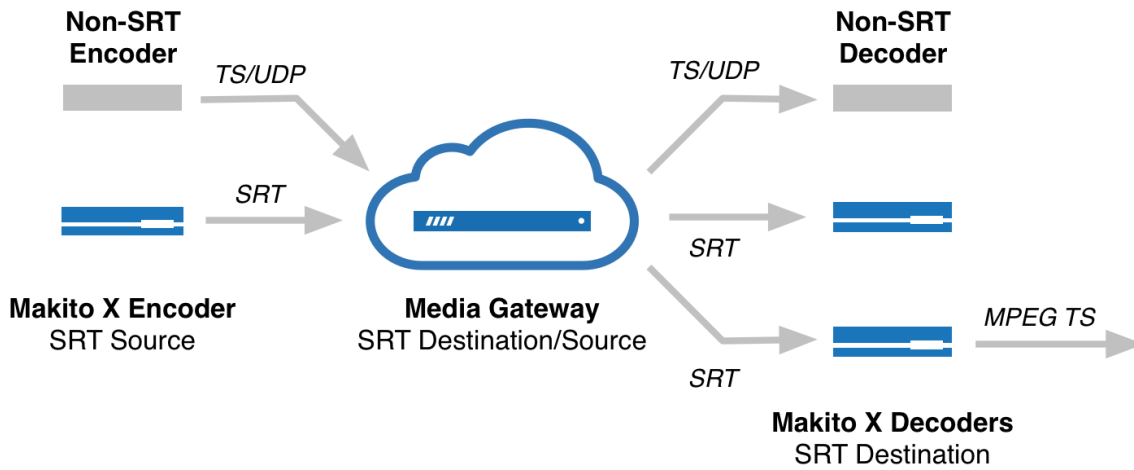 Non-SRT
Encoder
TS/UDP
SRT
Makito X Encoder
SRT Source
Media Gateway
SRT Destination/Source
Non-SRT
Decoder
TS/UDP
SRT
SRT
MPEG TS
Makito X Decoders
SRT Destination